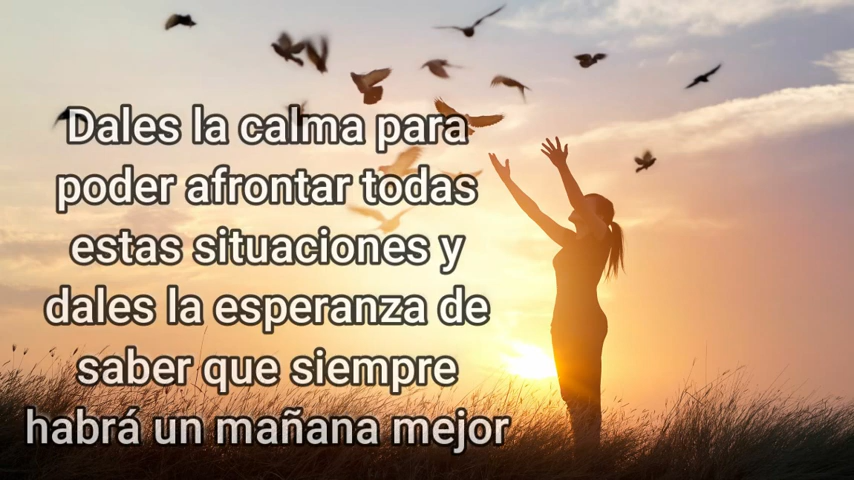 Dales la calma para
poder afrontar todas
estas situaciones y
dales la esperanza de
saber que siempre
habrá un mañana mejor